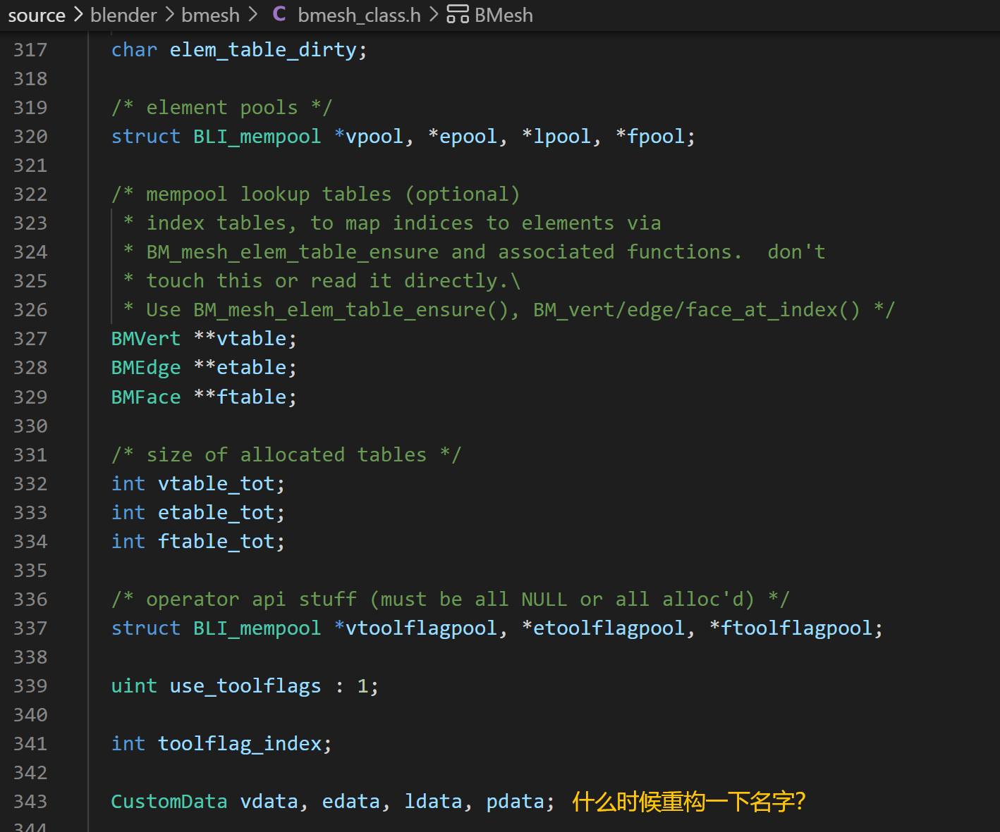 source > blender > bmesh > C bmesh_class.h > BMesh
317 char elem_table_dirty;
318
319 /* element pools */
320 struct BLI_mempool *vpool, *epool, *lpool, *fpool;
321
322 /* mempool lookup tables (optional)
323 * index tables, to map indices to elements via
324 * BM_mesh_elem_table_ensure and associated functions.  don't
325 * touch this or read it directly.\
326 * Use BM_mesh_elem_table_ensure(), BM_vert/edge/face_at_index() */
327 BMVert **vtable;
328 BMEdge **etable;
329 BMFace **ftable;
330
331 /* size of allocated tables */
332 int vtable_tot;
333 int etable_tot;
334 int ftable_tot;
335
336 /* operator api stuff (must be all NULL or all alloc'd) */
337 struct BLI_mempool *vtoolflagpool, *etoolflagpool, *ftoolflagpool;
338
339 uint use_toolflags : 1;
340
341 int toolflag_index;
342
343 CustomData vdata, edata, ldata, pdata; 什么时候重构一下名字?
344